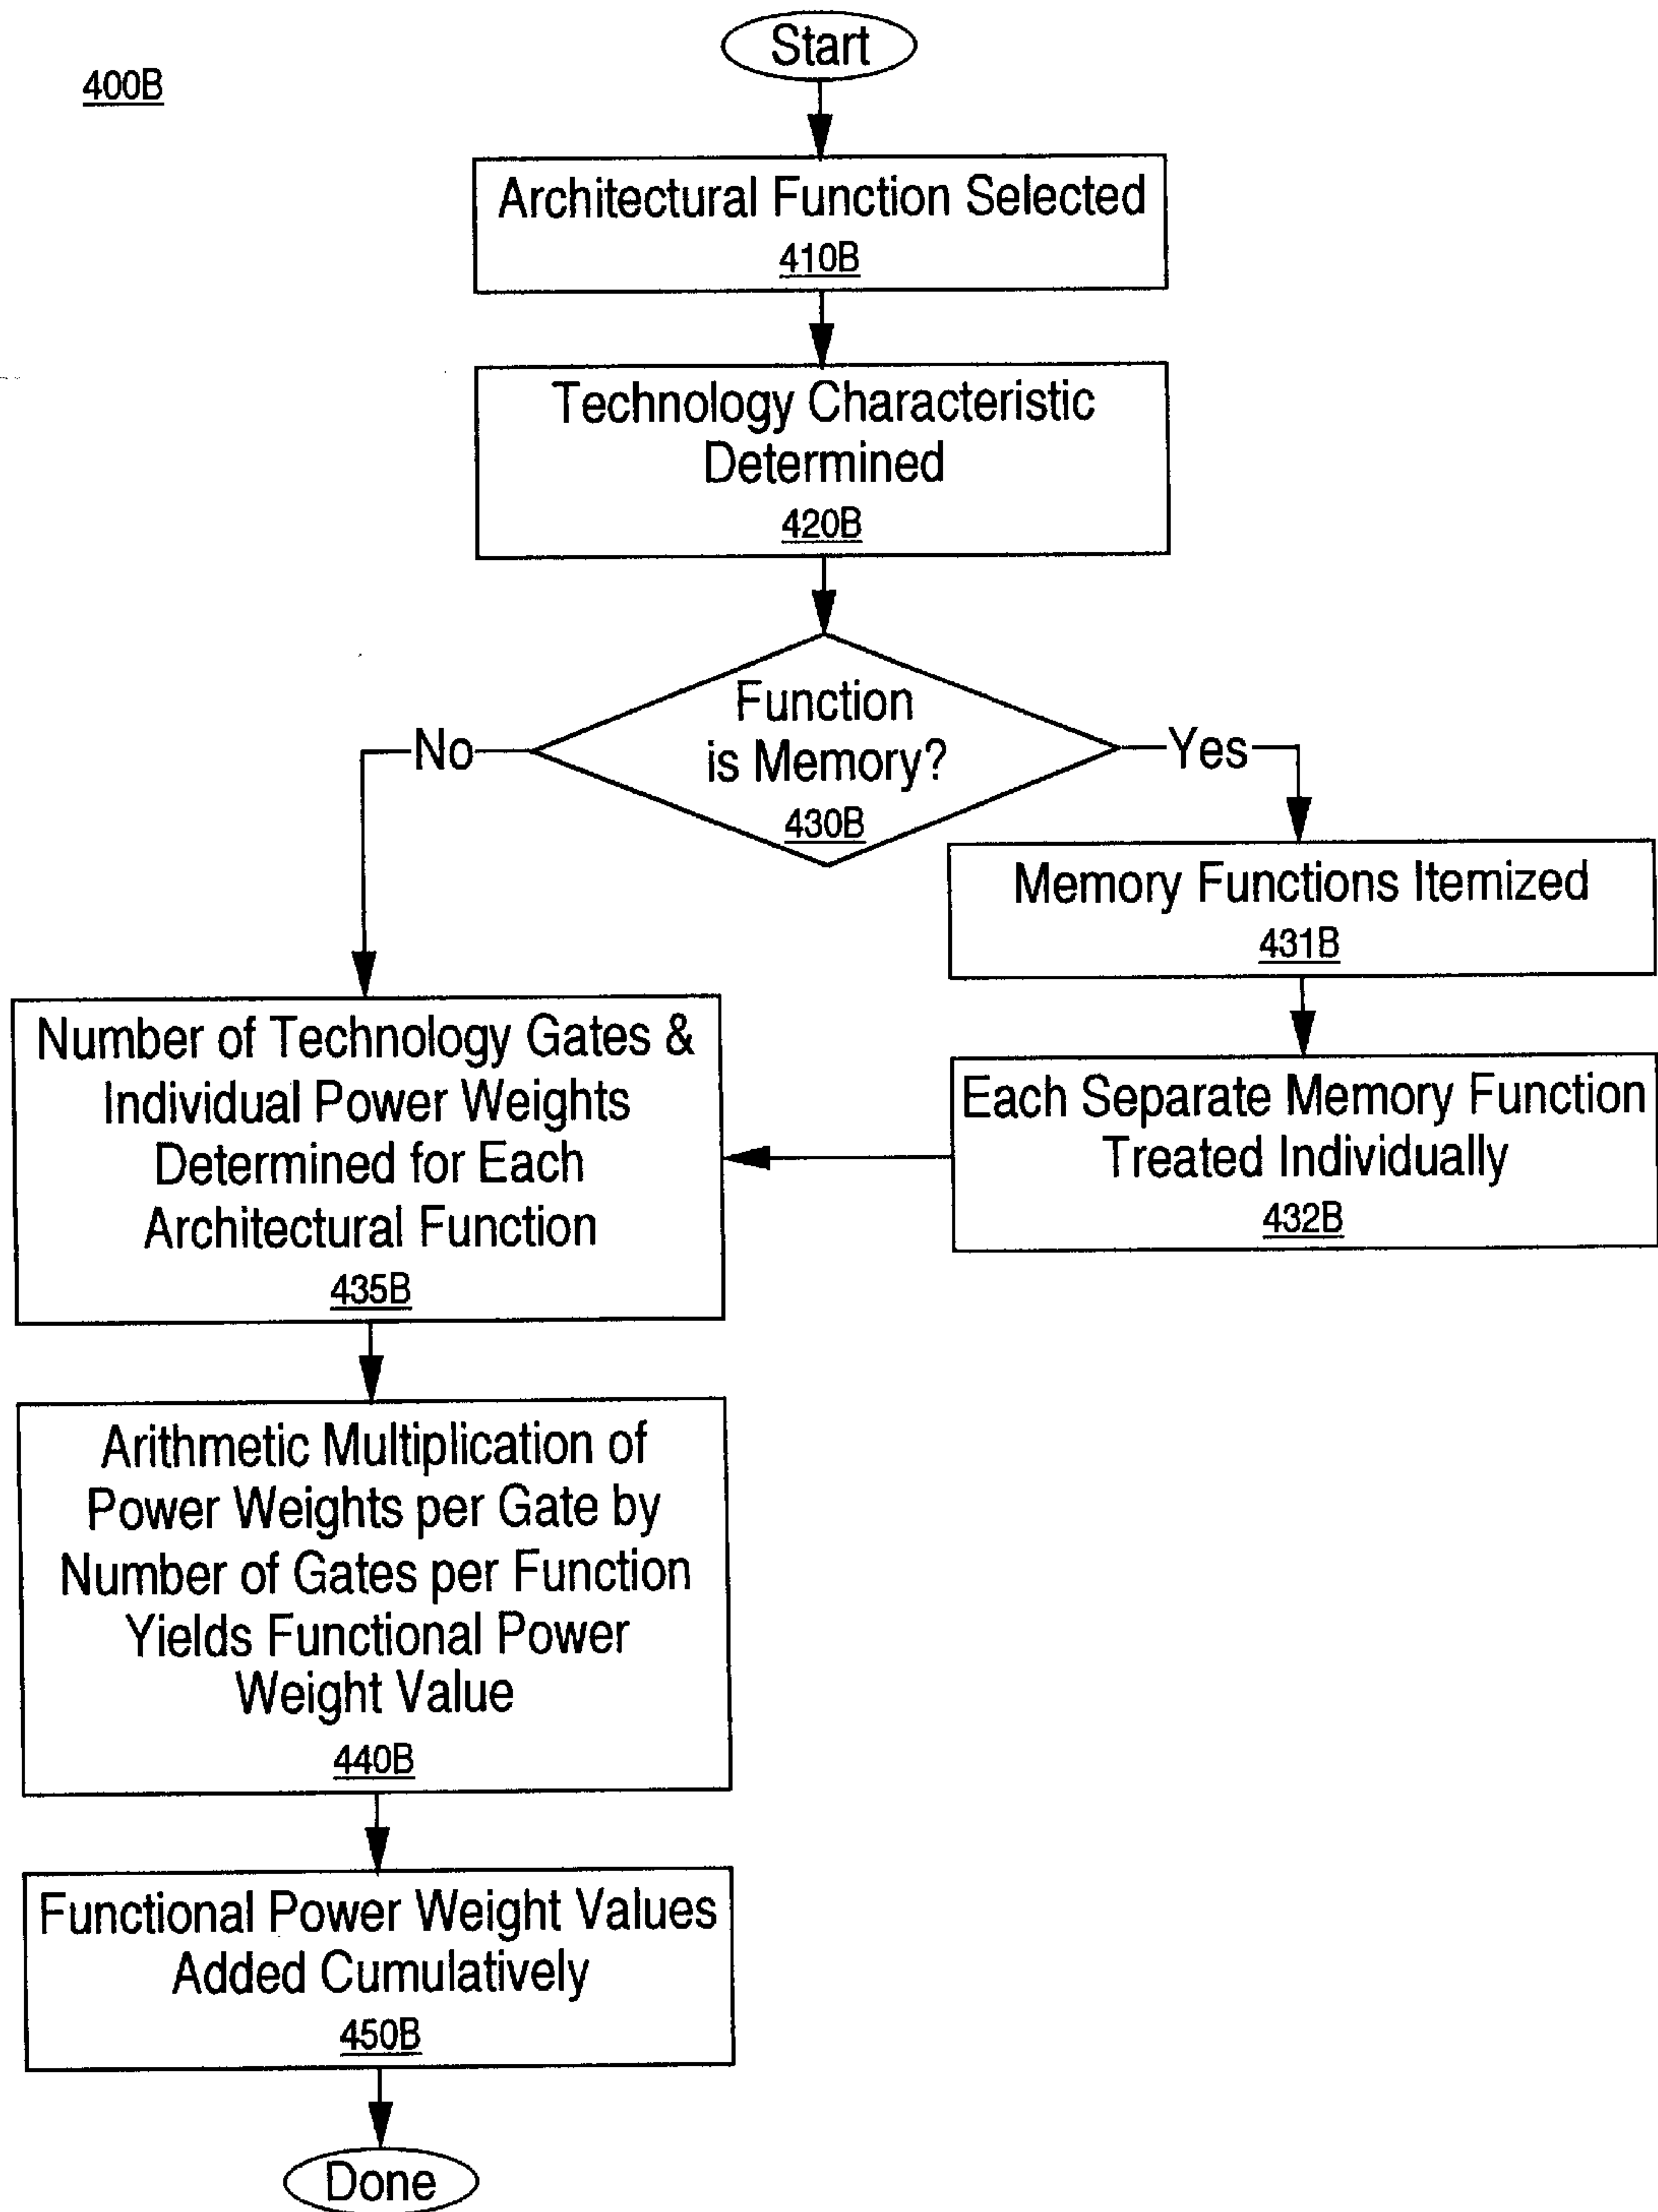 Start
400B
Architectural Function Selected
410B
Technology Characteristic
Determined
420B
Function
is Memory?
430B
No
Yes
Memory Functions Itemized
431B
Each Separate Memory Function
Treated Individually
432B
Number of Technology Gates &
Individual Power Weights
Determined for Each
Architectural Function
435B
Arithmetic Multiplication of
Power Weights per Gate by
Number of Gates per Function
Yields Functional Power
Weight Value
440B
Functional Power Weight Values
Added Cumulatively
450B
Done